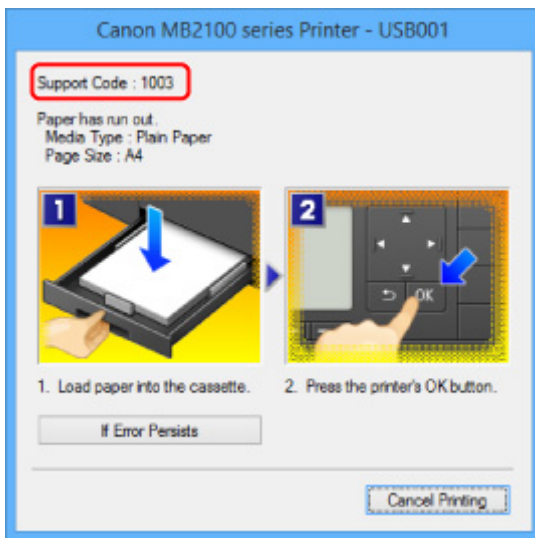 Canon MB2100 series Printer - USB001
Support Code : 1003
Paper has run out.
Media Type : Plain Paper
Page Size : A4
1
2
OK
1. Load paper into the cassette.
2. Press the printer's OK button.
If Error Persists
Cancel Printing